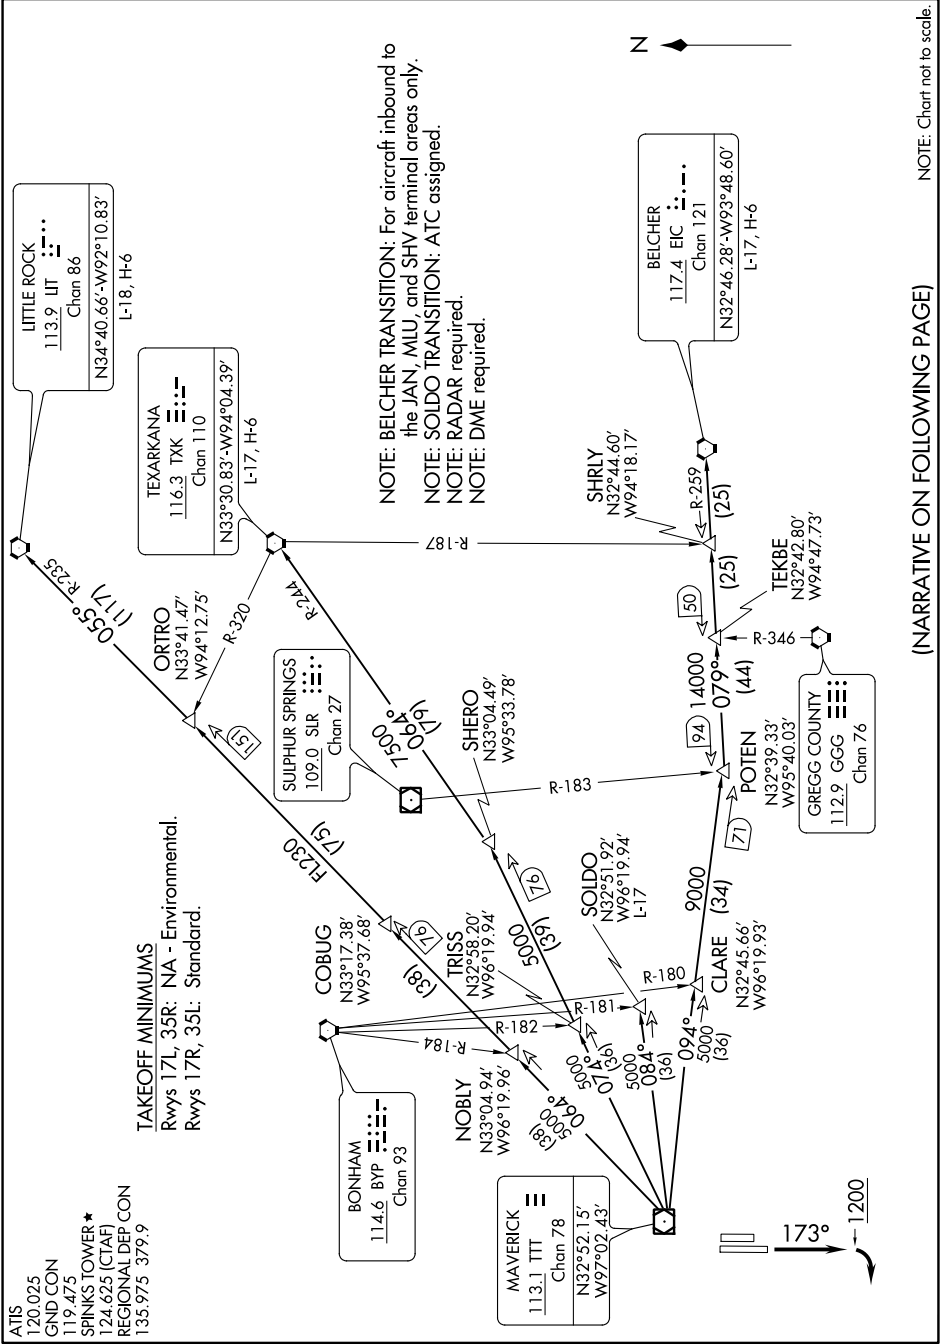 ATIS
120.025
GND CON
119.475
SPINKS TOWER ★
124.625 (CTAF)
REGIONAL DEP CON
135.975 379.9
TAKEOFF MINIMUMS
Rwys 17L, 35R: NA - Environmental.
Rwys 17R, 35L: Standard.
LITTLE ROCK
113.9 LIT
Chan 86
N34°40.66'-W92°10.83'
L-18, H-6
TEXARKANA
116.3 TXK
Chan 110
N33°30.83'-W94°04.39'
L-17, H-6
NOTE: BELCHER TRANSITION: For aircraft inbound to
the JAN, MLU, and SHV terminal areas only.
NOTE: SOLDO TRANSITION: ATC assigned.
NOTE: RADAR required.
NOTE: DME required.
N
BELCHER
117.4 EIC
Chan 121
N32°46.28'-W93°48.60'
L-17, H-6
R-235
055°
(117)
ORTRO
N33°41.47'
W94°12.75'
R-320
151
FL230
(75)
COBUG
N33°17.38'
W95°37.68'
76
(38)
BONHAM
114.6 BYP
Chan 93
R-184
R-182
R-181
R-180
NOBLY
N33°04.94'
W96°19.96'
064°
5000
(38)
SULPHUR SPRINGS
109.0 SLR
Chan 27
R-244
7500
064°
(79)
SHERO
N33°04.49'
W95°33.78'
76
5000
(39)
TRISS
N32°58.20'
W96°19.94'
5000
074°
(36)
SOLDO
N32°51.92'
W96°19.94'
L-17
5000
084°
(36)
R-183
R-187
SHRLY
N32°44.60'
W94°18.17'
R-259
(25)
(25)
50
TEKBE
N32°42.80'
W94°47.73'
R-346
GREGG COUNTY
112.9 GGG
Chan 76
14000
079°
(44)
94
POTEN
N32°39.33'
W95°40.03'
71
9000
(34)
CLARE
N32°45.66'
W96°19.93'
094°
5000
(36)
MAVERICK
113.1 TTT
Chan 78
N32°52.15'
W97°02.43'
173°
1200
(NARRATIVE ON FOLLOWING PAGE)
NOTE: Chart not to scale.